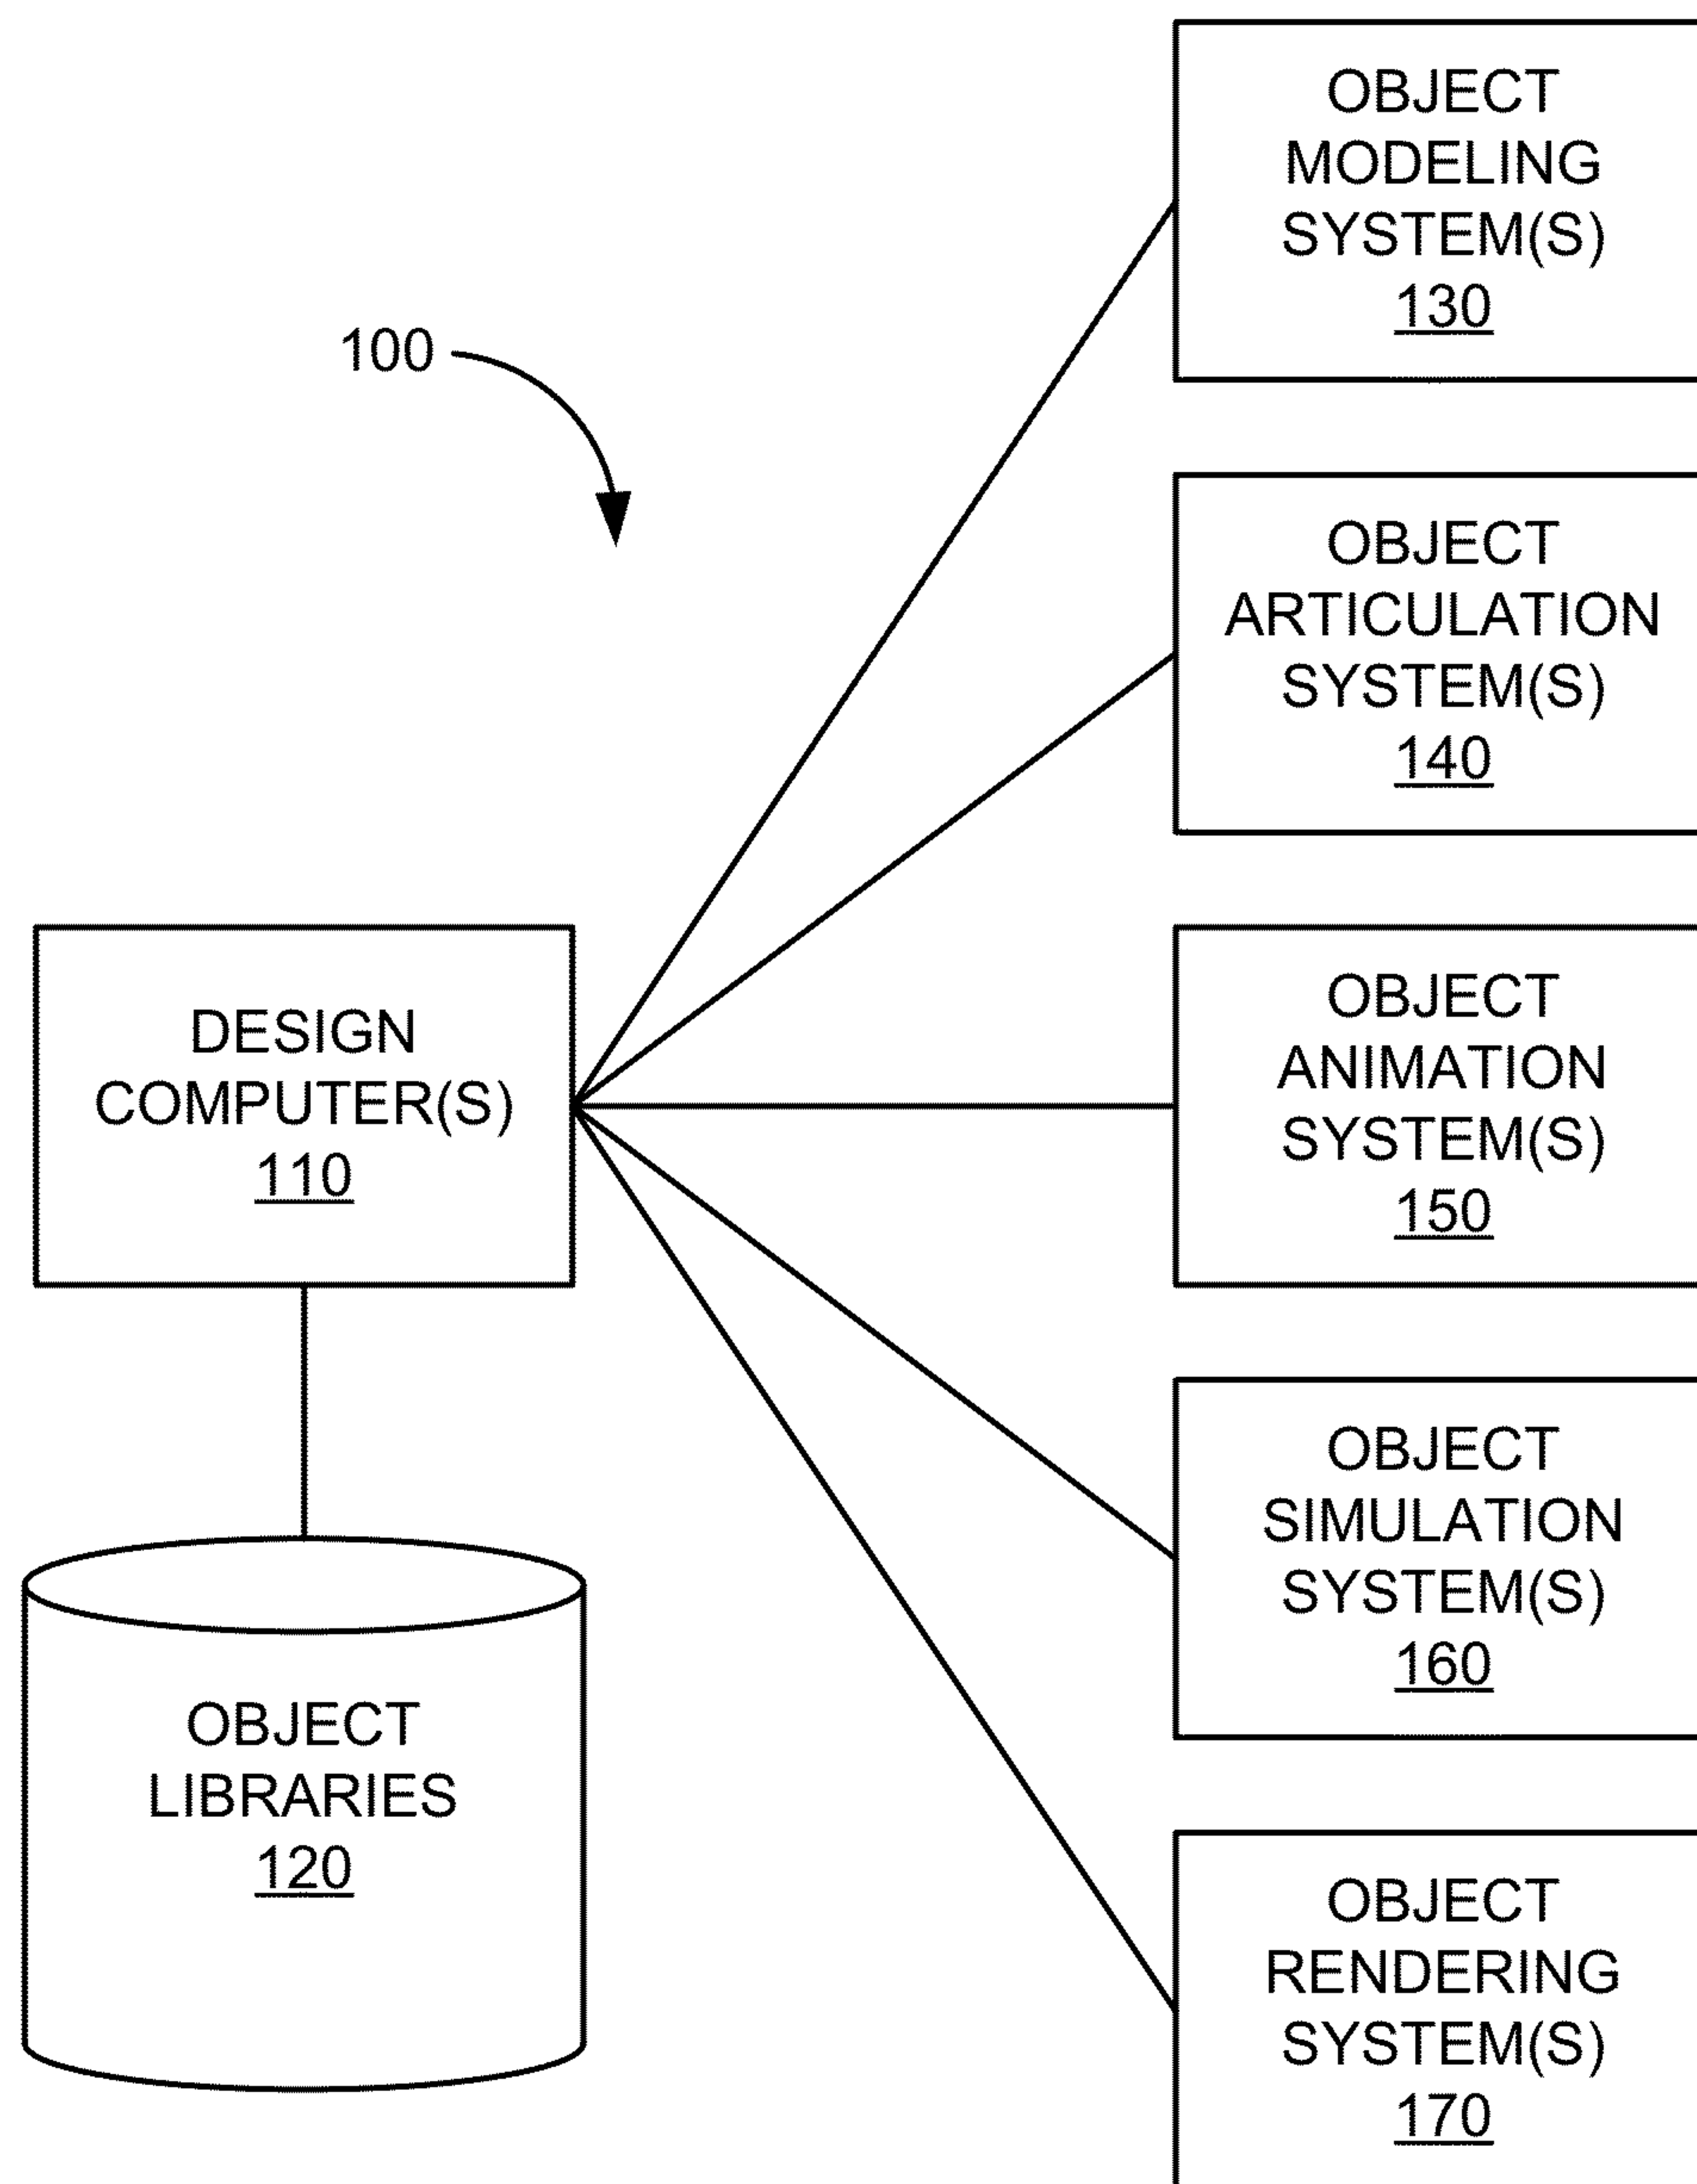 OBJECT
MODELING
SYSTEM(S)
130
100
OBJECT
ARTICULATION
SYSTEM(S)
140
DESIGN
COMPUTER(S)
110
OBJECT
ANIMATION
SYSTEM(S)
150
OBJECT
SIMULATION
SYSTEM(S)
160
OBJECT
LIBRARIES
120
OBJECT
RENDERING
SYSTEM(S)
170